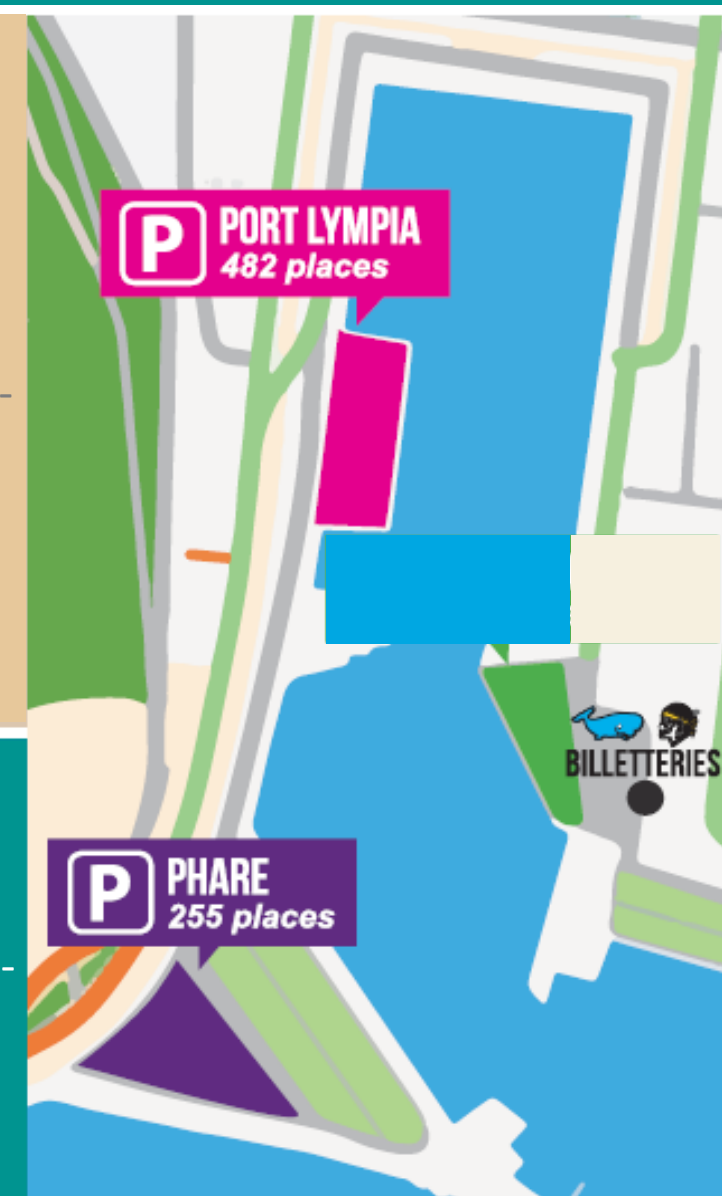 P
PORT LYMPIA
482 places
BILLETTERIES
P
PHARE
255 places